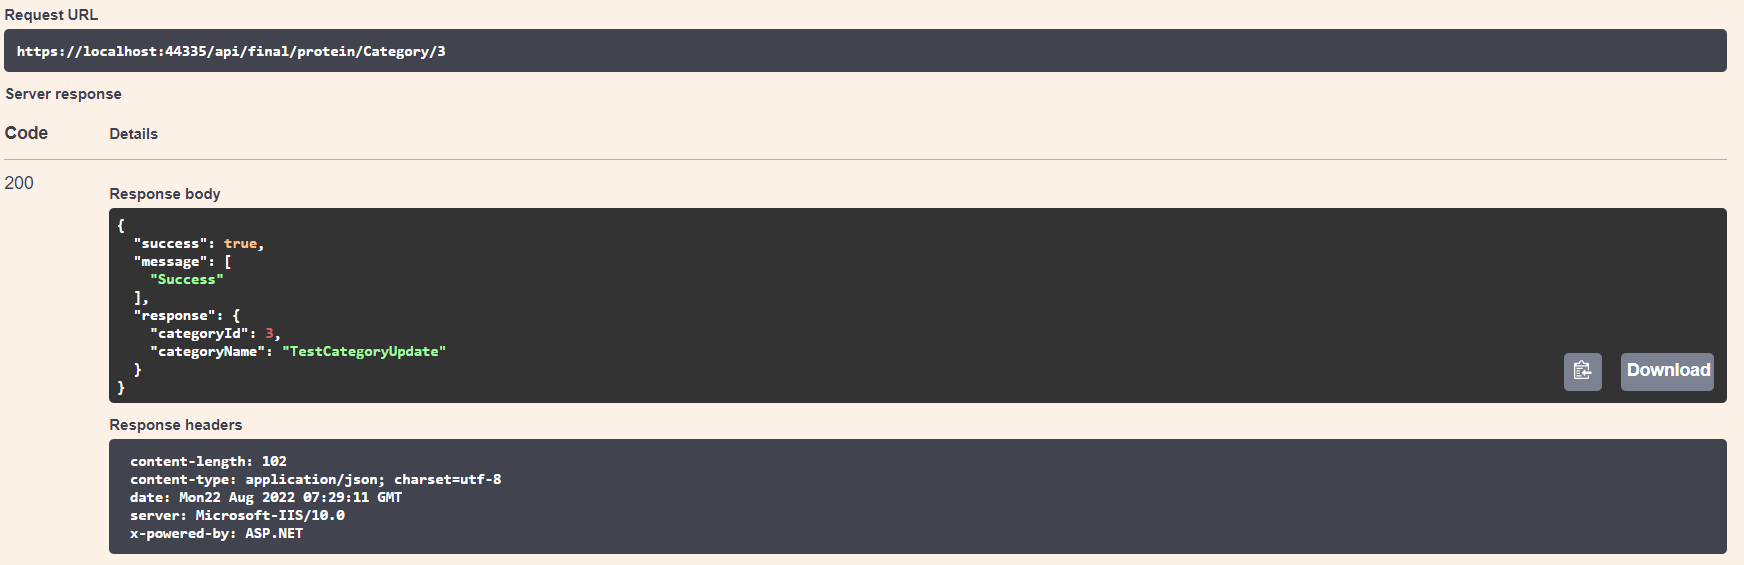 Request URL
https://localhost:44335/api/final/protein/Category/3
Server response
Code Details
200
Response body
{
  "success": true,
  "message": [
    "Success"
  ],
  "response": {
    "categoryId": 3,
    "categoryName": "TestCategoryUpdate"
  }
}
Download
Response headers
content-length: 102
content-type: application/json; charset=utf-8
date: Mon22 Aug 2022 07:29:11 GMT
server: Microsoft-IIS/10.0
x-powered-by: ASP.NET